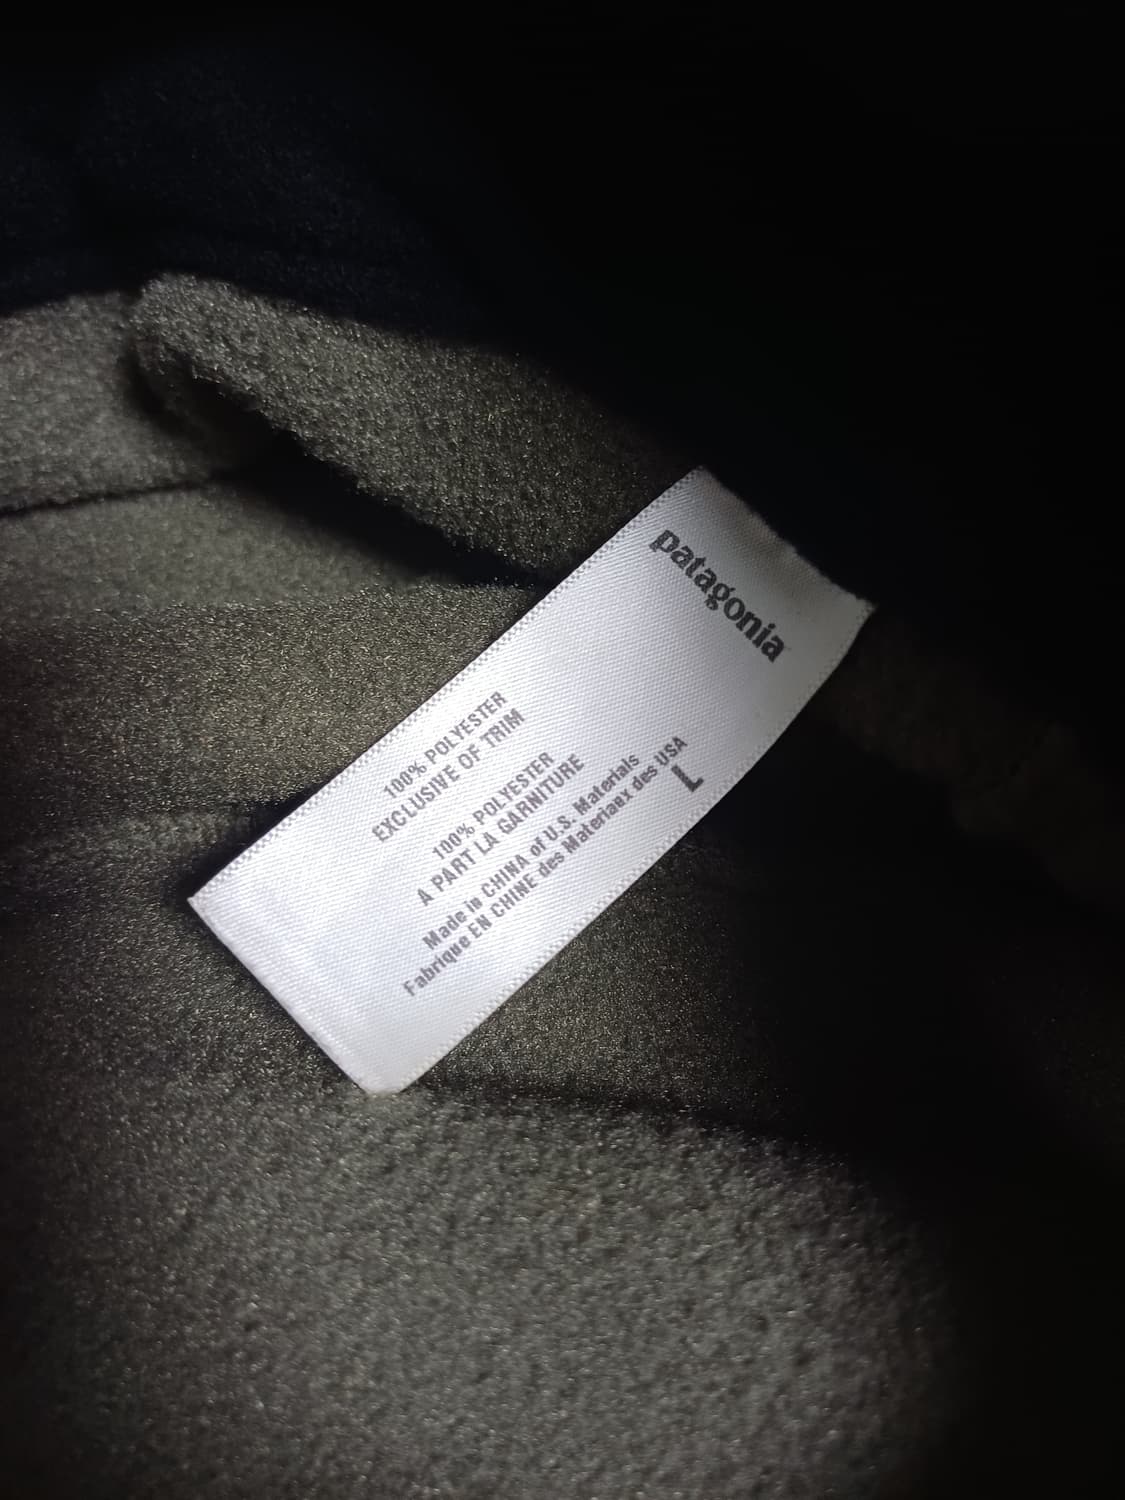 patagonia
100% POLYESTER
EXCLUSIVE OF TRIM
100% POLYESTER
A PART LA GARNITURE
Made in CHINA of U.S. Materials
Fabrique EN CHINE des Materiaux des USA
L